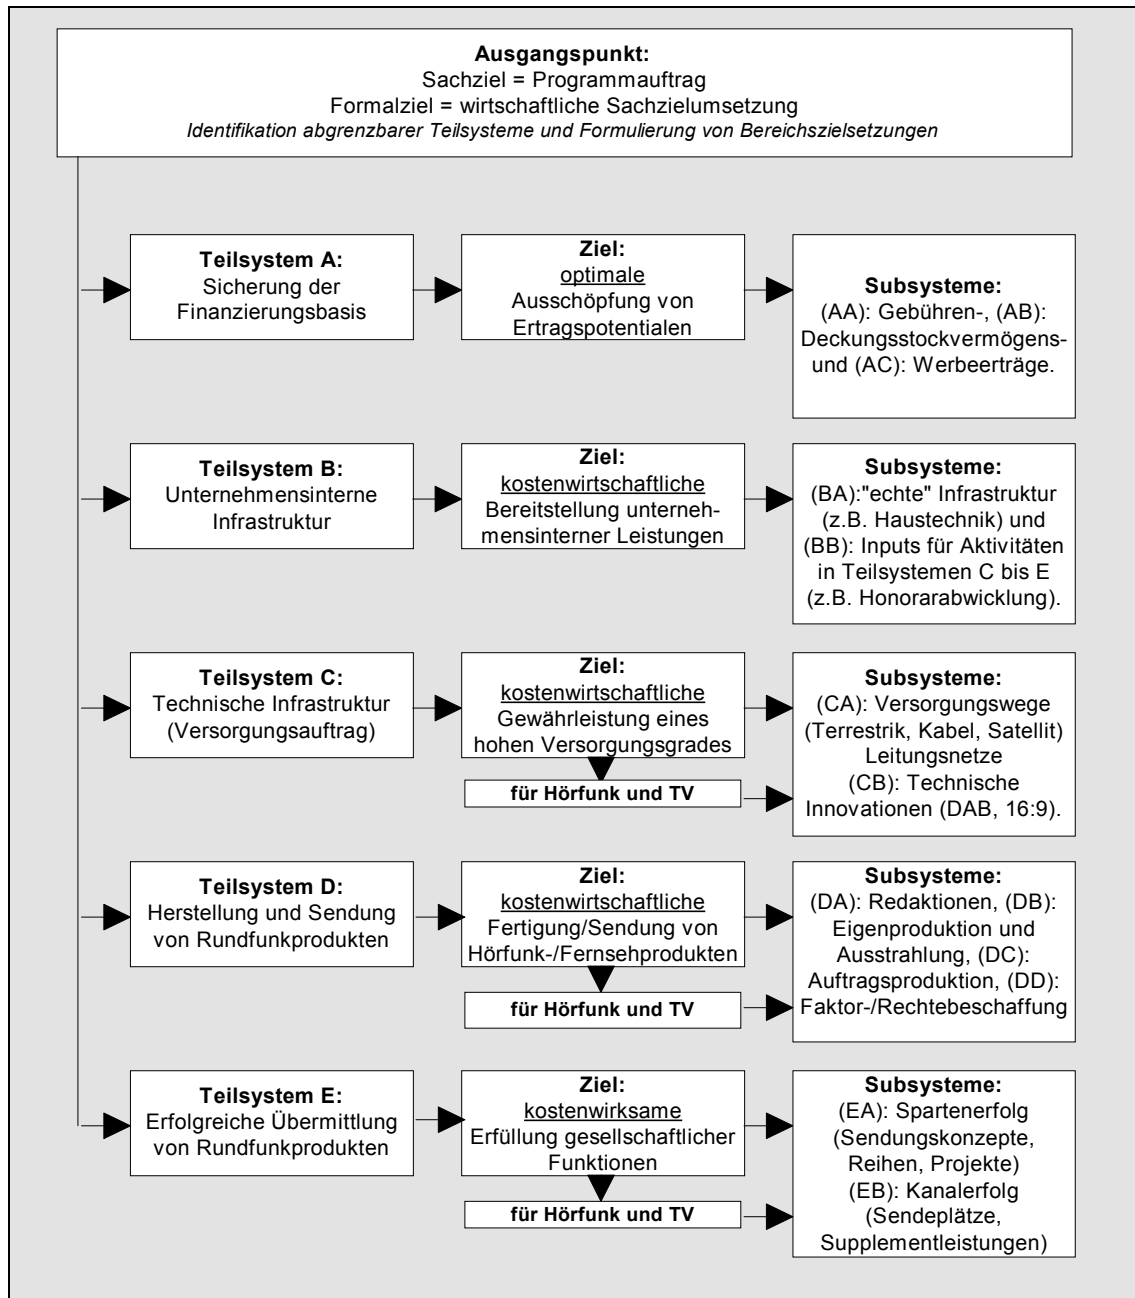 Ausgangspunkt:
Sachziel = Programmauftrag
Formalziel = wirtschaftliche Sachzielumsetzung
Identifikation abgrenzbarer Teilsysteme und Formulierung von Bereichszielsetzungen
Teilsystem A:
Sicherung der
Finanzierungsbasis
Ziel:
optimale
Ausschöpfung von
Ertragspotentialen
Subsysteme:
(AA): Gebühren-, (AB):
Deckungsstockvermögens-
und (AC): Werbeerträge.
Teilsystem B:
Unternehmensinterne
Infrastruktur
Ziel:
kostenwirtschaftliche
Bereitstellung unterneh-
mensinterner Leistungen
Subsysteme:
(BA):"echte" Infrastruktur
(z.B. Haustechnik) und
(BB): Inputs für Aktivitäten
in Teilsystemen C bis E
(z.B. Honorarabwicklung).
Teilsystem C:
Technische Infrastruktur
(Versorgungsauftrag)
Ziel:
kostenwirtschaftliche
Gewährleistung eines
hohen Versorgungsgrades
für Hörfunk und TV
Subsysteme:
(CA): Versorgungswege
(Terrestrik, Kabel, Satellit)
Leitungsnetze
(CB): Technische
Innovationen (DAB, 16:9).
Teilsystem D:
Herstellung und Sendung
von Rundfunkprodukten
Ziel:
kostenwirtschaftliche
Fertigung/Sendung von
Hörfunk-/Fernsehprodukten
für Hörfunk und TV
Subsysteme:
(DA): Redaktionen, (DB):
Eigenproduktion und
Ausstrahlung, (DC):
Auftragsproduktion, (DD):
Faktor-/Rechtebeschaffung
Teilsystem E:
Erfolgreiche Übermittlung
von Rundfunkprodukten
Ziel:
kostenwirksame
Erfüllung gesellschaftlicher
Funktionen
für Hörfunk und TV
Subsysteme:
(EA): Spartenerfolg
(Sendungskonzepte,
Reihen, Projekte)
(EB): Kanalerfolg
(Sendeplätze,
Supplementleistungen)